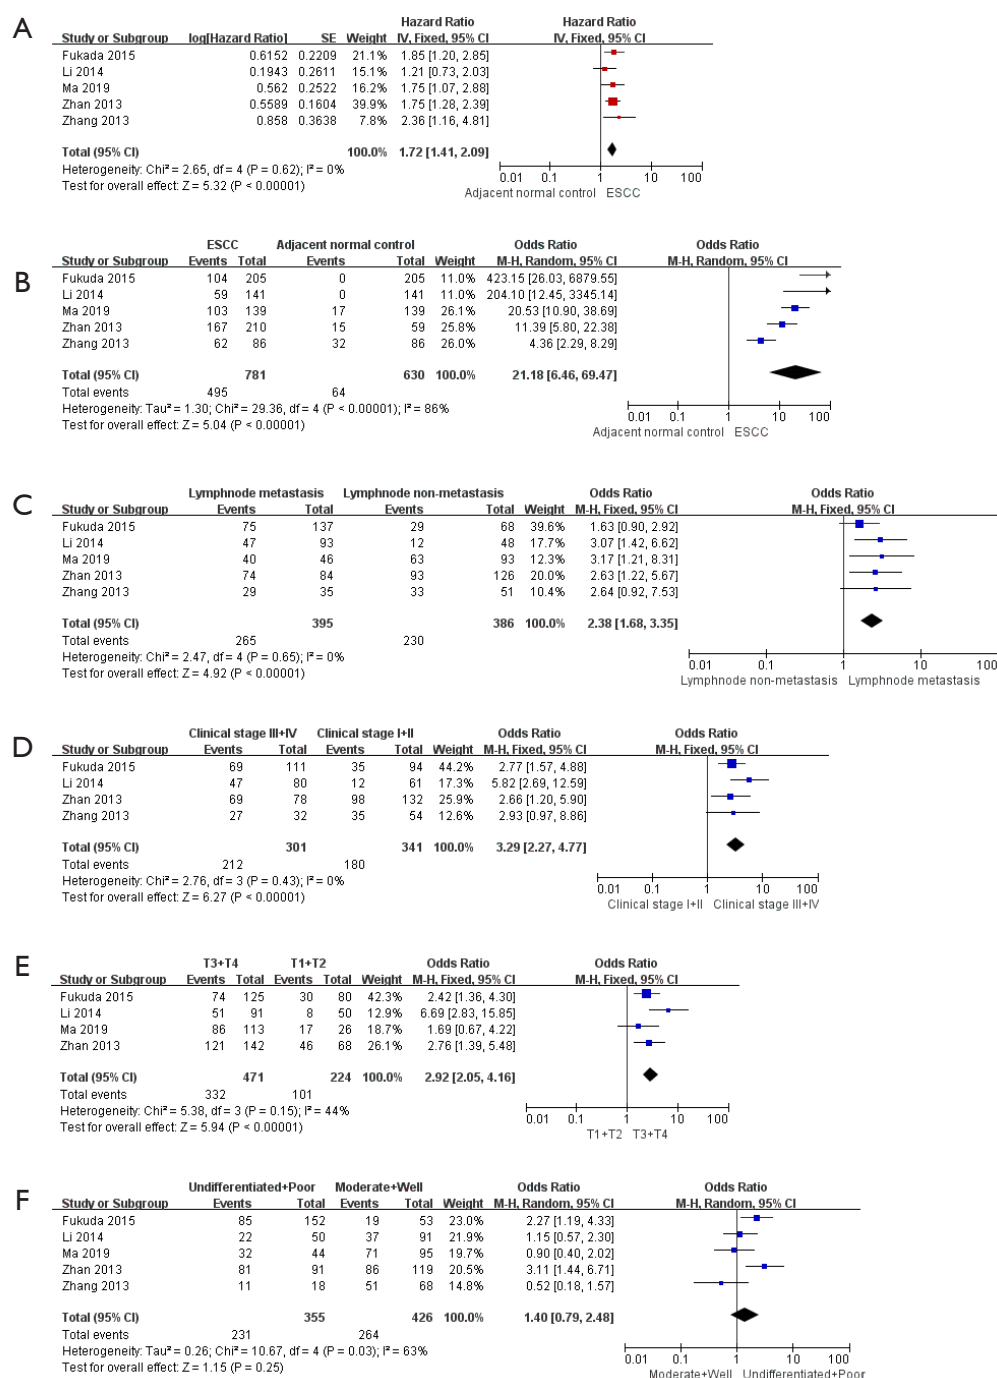 A
Hazard Ratio Hazard Ratio
Study or Subgroup log[Hazard Ratio] SE Weight IV, Fixed, 95% CI IV, Fixed, 95% CI
Fukada 2015 0.6152 0.2209 21.1% 1.85 [1.20, 2.85]
Li 2014 0.1943 0.2611 15.1% 1.21 [0.73, 2.03]
Ma 2019 0.562 0.2522 16.2% 1.75 [1.07, 2.88]
Zhan 2013 0.5589 0.1604 39.9% 1.75 [1.28, 2.39]
Zhang 2013 0.858 0.3638 7.8% 2.36 [1.16, 4.81]
Total (95% CI) 100.0% 1.72 [1.41, 2.09]
Heterogeneity: Chi² = 2.65, df = 4 (P = 0.62); I² = 0%
Test for overall effect: Z = 5.32 (P < 0.00001)
0.01 0.1 1 10 100
Adjacent normal control ESCC
B
ESCC Adjacent normal control Odds Ratio Odds Ratio
Study or Subgroup Events Total Events Total Weight M-H, Random, 95% CI M-H, Random, 95% CI
Fukuda 2015 104 205 0 205 11.0% 423.15 [26.03, 6879.55]
Li 2014 59 141 0 141 11.0% 204.10 [12.45, 3345.14]
Ma 2019 103 139 17 139 26.1% 20.53 [10.90, 38.69]
Zhan 2013 167 210 15 59 25.8% 11.39 [5.80, 22.38]
Zhang 2013 62 86 32 86 26.0% 4.36 [2.29, 8.29]
Total (95% CI) 781 630 100.0% 21.18 [6.46, 69.47]
Total events 495 64
Heterogeneity: Tau² = 1.30; Chi² = 29.36, df = 4 (P < 0.00001); I² = 86%
Test for overall effect: Z = 5.04 (P < 0.00001)
0.01 0.1 1 10 100
Adjacent normal control ESCC
C
Lymphnode metastasis Lymphnode non-metastasis Odds Ratio Odds Ratio
Study or Subgroup Events Total Events Total Weight M-H, Fixed, 95% CI M-H, Fixed, 95% CI
Fukuda 2015 75 137 29 68 39.6% 1.63 [0.90, 2.92]
Li 2014 47 93 12 48 17.7% 3.07 [1.42, 6.62]
Ma 2019 40 46 63 93 12.3% 3.17 [1.21, 8.31]
Zhan 2013 74 84 93 126 20.0% 2.63 [1.22, 5.67]
Zhang 2013 29 35 33 51 10.4% 2.64 [0.92, 7.53]
Total (95% CI) 395 386 100.0% 2.38 [1.68, 3.35]
Total events 265 230
Heterogeneity: Chi² = 2.47, df = 4 (P = 0.65); I² = 0%
Test for overall effect: Z = 4.92 (P < 0.00001)
0.01 0.1 1 10 100
Lymphnode non-metastasis Lymphnode metastasis
D
Clinical stage III+IV Clinical stage I+II Odds Ratio Odds Ratio
Study or Subgroup Events Total Events Total Weight M-H, Fixed, 95% CI M-H, Fixed, 95% CI
Fukuda 2015 69 111 35 94 44.2% 2.77 [1.57, 4.88]
Li 2014 47 80 12 61 17.3% 5.82 [2.69, 12.59]
Zhan 2013 69 78 98 132 25.9% 2.66 [1.20, 5.90]
Zhang 2013 27 32 35 54 12.6% 2.93 [0.97, 8.86]
Total (95% CI) 301 341 100.0% 3.29 [2.27, 4.77]
Total events 212 180
Heterogeneity: Chi² = 2.76, df = 3 (P = 0.43); I² = 0%
Test for overall effect: Z = 6.27 (P < 0.00001)
0.01 0.1 1 10 100
Clinical stage I+II Clinical stage III+IV
E
T3+T4 T1+T2 Odds Ratio Odds Ratio
Study or Subgroup Events Total Events Total Weight M-H, Fixed, 95% CI M-H, Fixed, 95% CI
Fukuda 2015 74 125 30 80 42.3% 2.42 [1.36, 4.30]
Li 2014 51 91 8 50 12.9% 6.69 [2.83, 15.85]
Ma 2019 86 113 17 26 18.7% 1.69 [0.67, 4.22]
Zhan 2013 121 142 46 68 26.1% 2.76 [1.39, 5.48]
Total (95% CI) 471 224 100.0% 2.92 [2.05, 4.16]
Total events 332 101
Heterogeneity: Chi² = 5.38, df = 3 (P = 0.15); I² = 44%
Test for overall effect: Z = 5.94 (P < 0.00001)
0.01 0.1 1 10 100
T1+T2 T3+T4
F
Undifferentiated+Poor Moderate+Well Odds Ratio Odds Ratio
Study or Subgroup Events Total Events Total Weight M-H, Random, 95% CI M-H, Random, 95% CI
Fukuda 2015 85 152 19 53 23.0% 2.27 [1.19, 4.33]
Li 2014 22 50 37 91 21.9% 1.15 [0.57, 2.30]
Ma 2019 32 44 71 95 19.7% 0.90 [0.40, 2.02]
Zhan 2013 81 91 86 119 20.5% 3.11 [1.44, 6.71]
Zhang 2013 11 18 51 68 14.8% 0.52 [0.18, 1.57]
Total (95% CI) 355 426 100.0% 1.40 [0.79, 2.48]
Total events 231 264
Heterogeneity: Tau² = 0.26; Chi² = 10.67, df = 4 (P = 0.03); I² = 63%
Test for overall effect: Z = 1.15 (P = 0.25)
0.01 0.1 1 10 100
Moderate+Well Undifferentiated+Poor